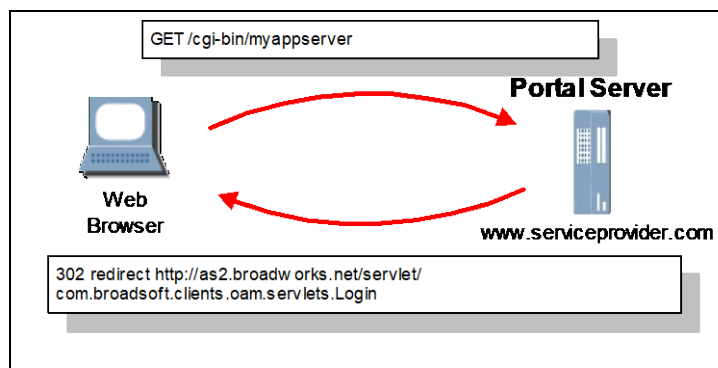 GET /cgi-bin/myappserver
Portal Server
Web
Browser
www.serviceprovider.com
302 redirect http://as2.broadworks.net/servlet/
com.broadsoft.clients.oam.servlets.Login